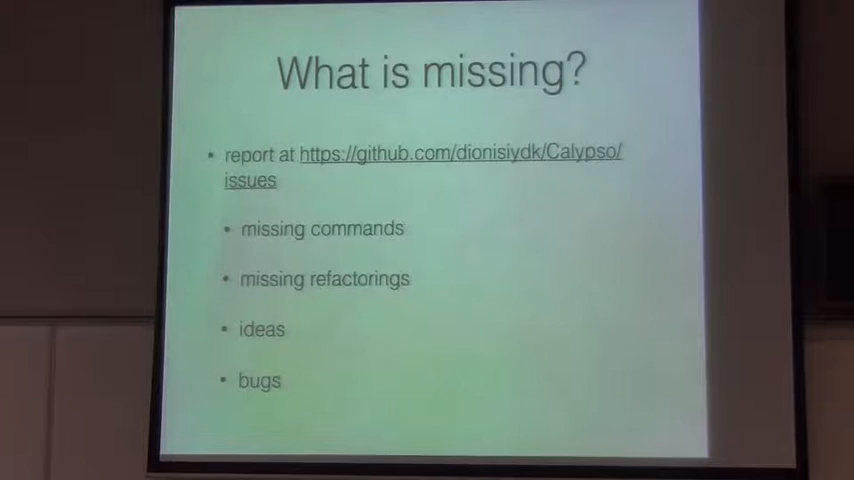 What is missing?
• report at https://github.com/dionisiydk/Calypso/
issues
• missing commands
• missing refactorings
• ideas
• bugs